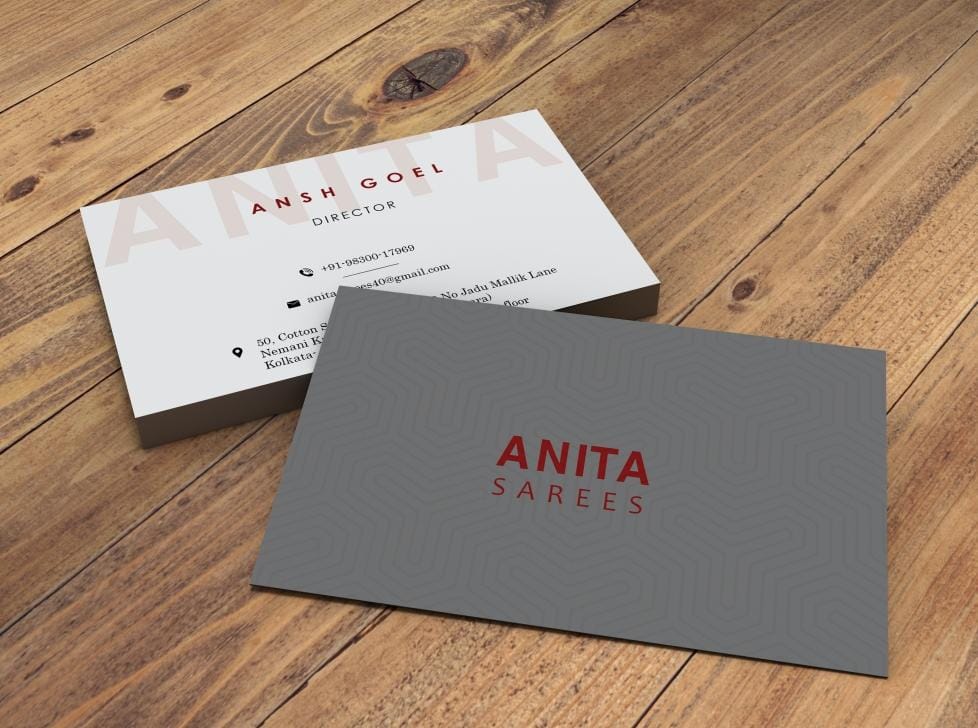 ANITA
ANSH GOEL
DIRECTOR
+91-98300-17969
50, Cotton
No Jadu Mallik Lane
Nemani
floor
Kolkata-
ANITA
SAREES